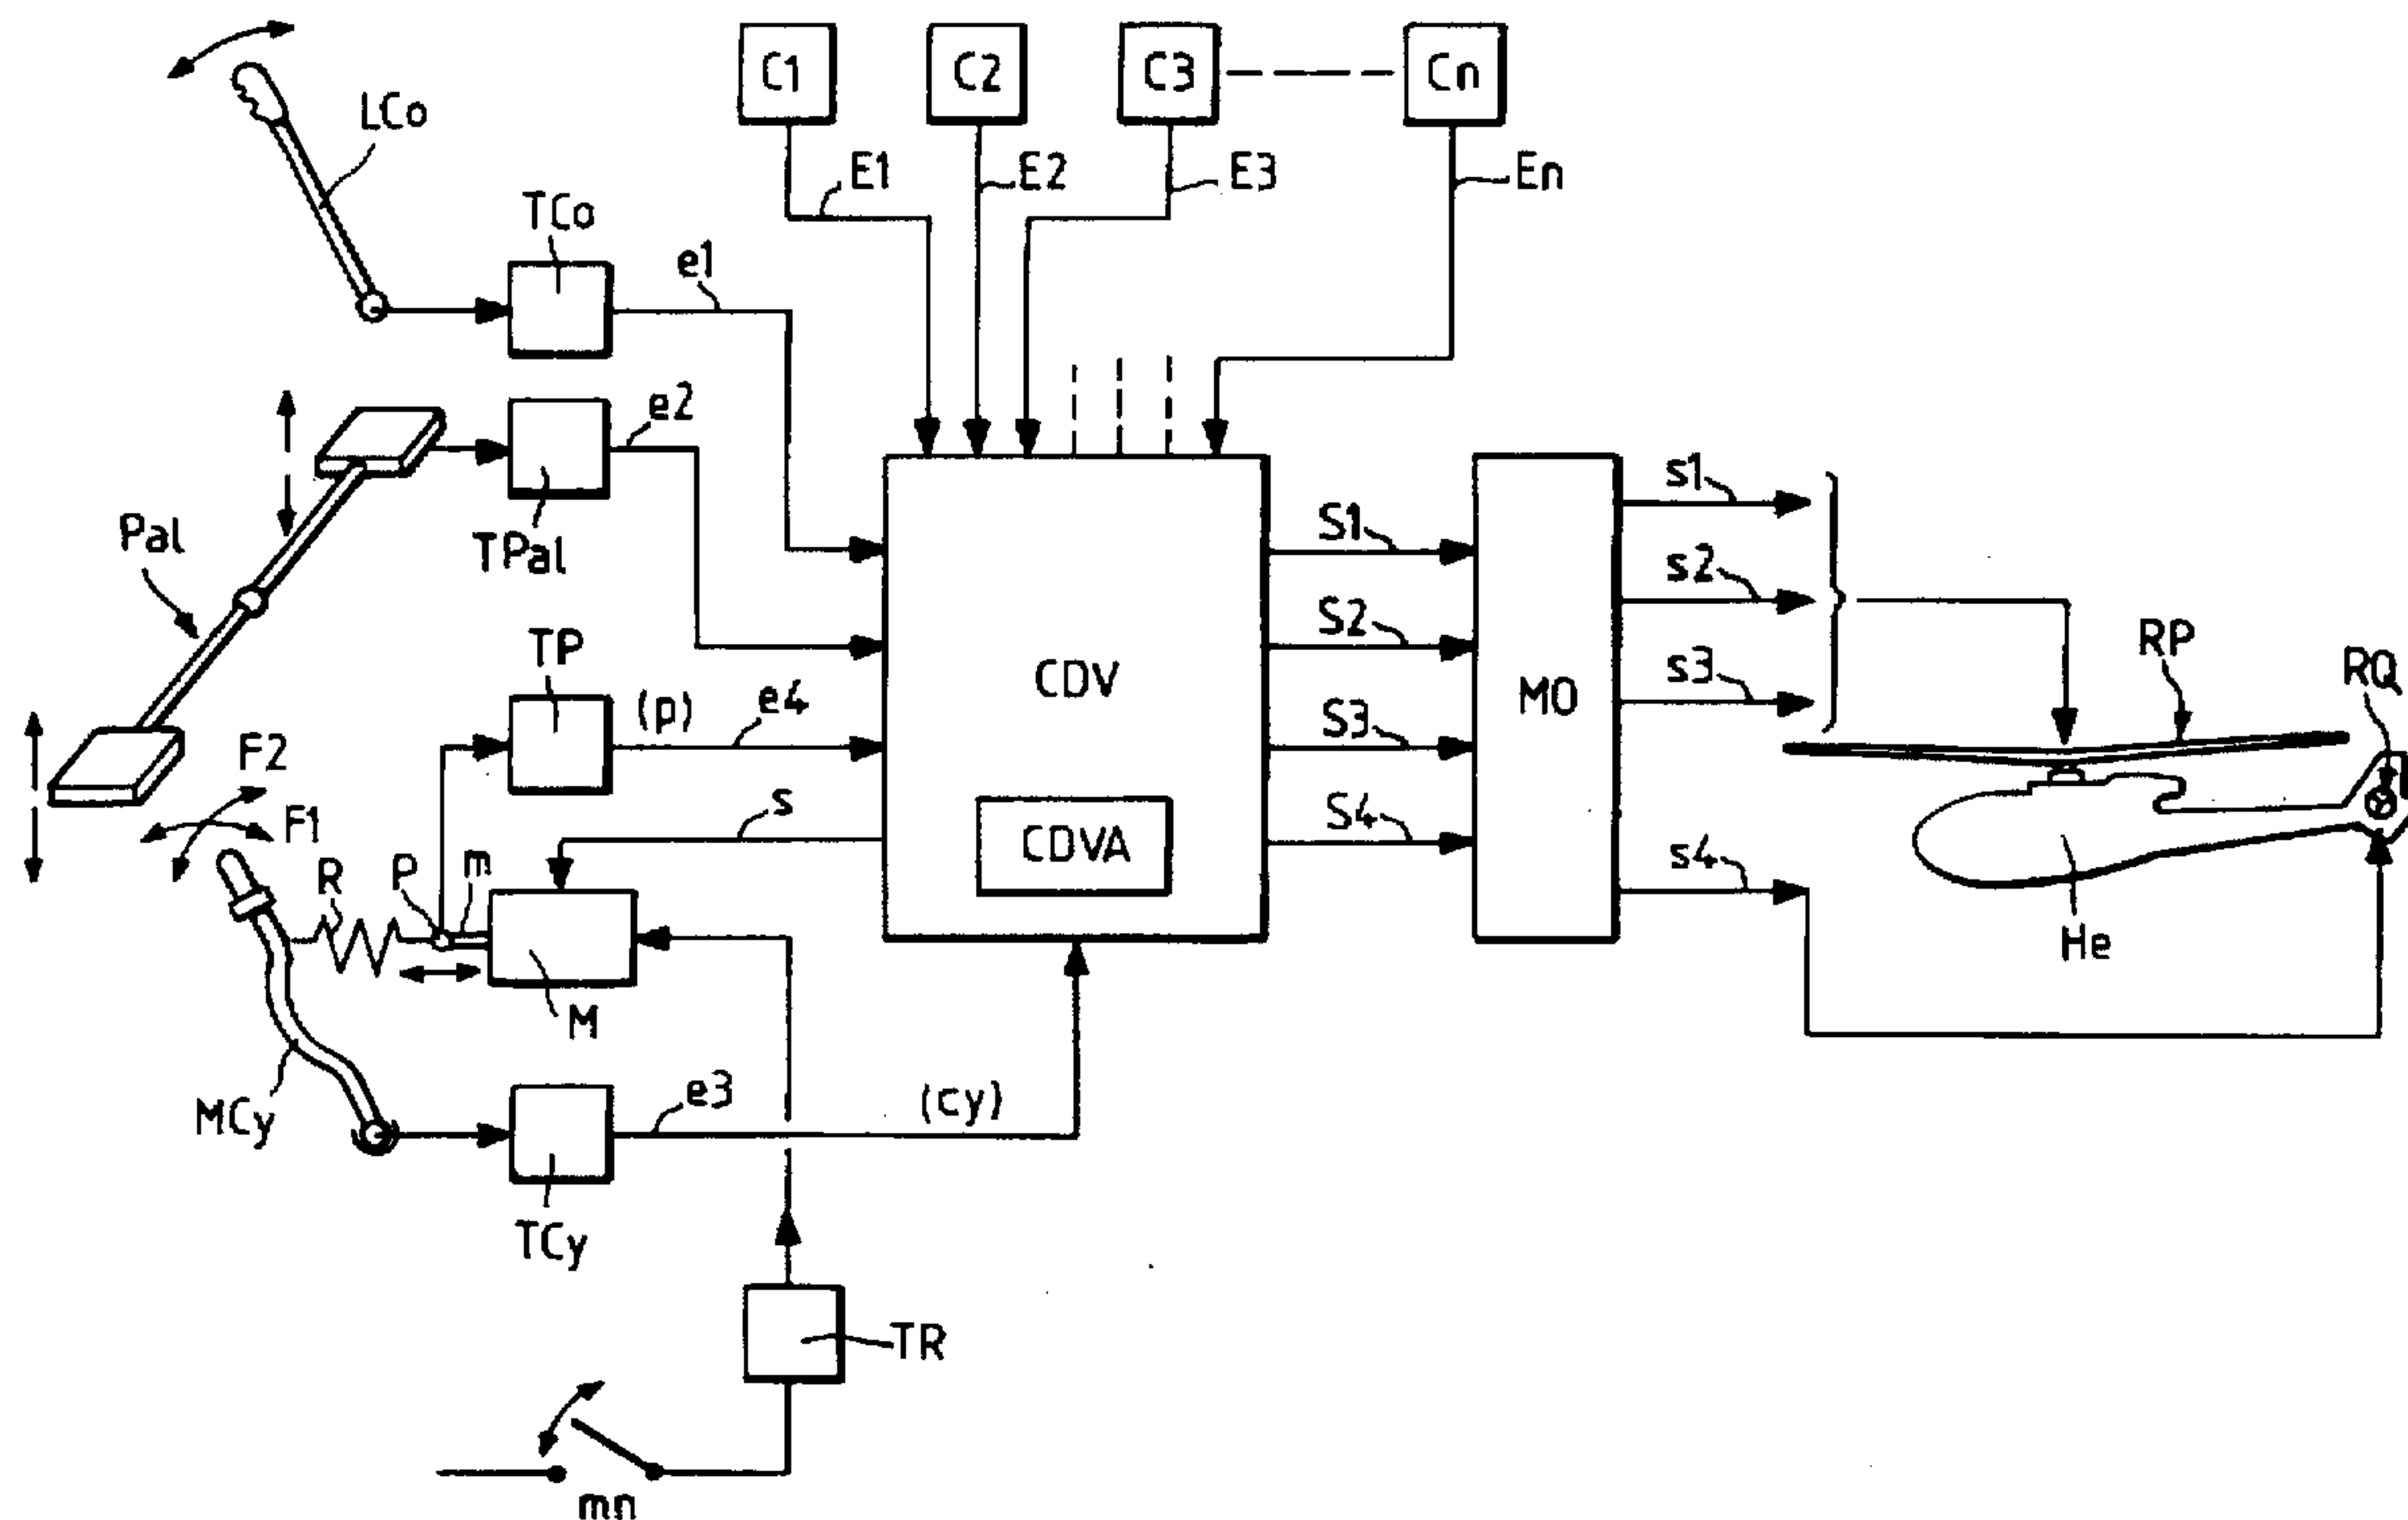 C1
C2
C3
Cn
LCo
E1
E2
E3
En
TCo
e1
e2
TPal
Pal
S1
s1
S2
s2
TP
(p)
e4
CDV
S3
MO
s3
RP
RQ
F2
F1
s
CDVA
S4
s4
R
P
m
M
He
MCy
e3
(cy)
TCy
TR
mn